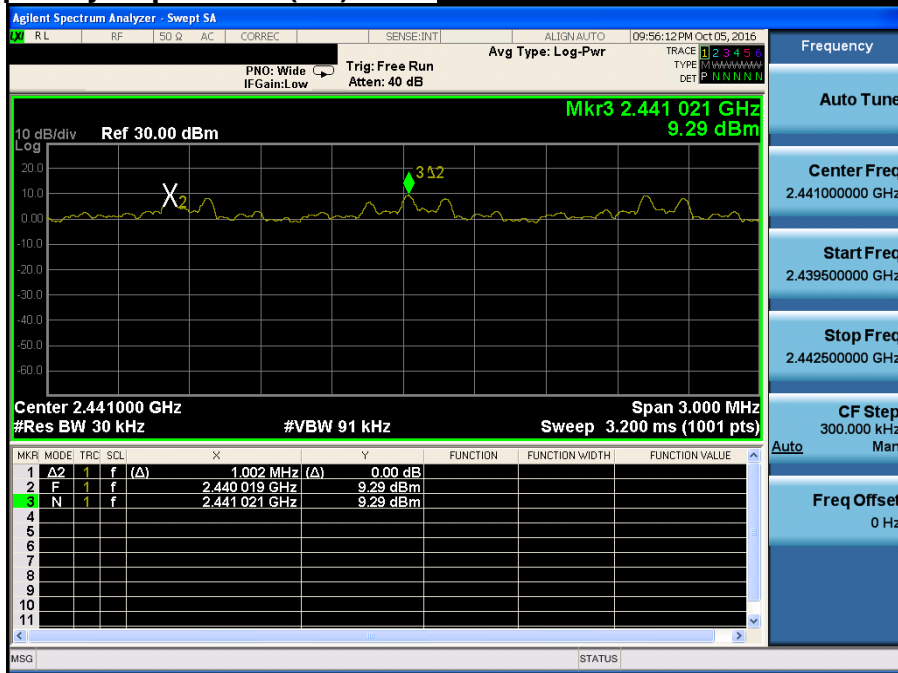 Agilent Spectrum Analyzer - Swept SA
LXI RL RF 50 Ω AC CORREC SENSE:INT ALIGN AUTO 09:56:12 PM Oct 05, 2016
Avg Type: Log-Pwr
TRACE 1 2 3 4 5 6
TYPE M W W W W W
DET P N N N N N
PNO: Wide Trig: Free Run
IFGain:Low Atten: 40 dB
Mkr3 2.441 021 GHz
9.29 dBm
10 dB/div Ref 30.00 dBm
Log
20.0
10.0
0.00
-10.0
-20.0
-30.0
-40.0
-50.0
-60.0
X2
3Δ2
Center 2.441000 GHz Span 3.000 MHz
#Res BW 30 kHz #VBW 91 kHz Sweep 3.200 ms (1001 pts)
MKR MODE TRC SCL X Y FUNCTION FUNCTION WIDTH FUNCTION VALUE
1 Δ2 1 f (Δ) 1.002 MHz (Δ) 0.00 dB
2 F 1 f 2.440 019 GHz 9.29 dBm
3 N 1 f 2.441 021 GHz 9.29 dBm
4
5
6
7
8
9
10
11
MSG STATUS
Frequency
Auto Tune
Center Freq
2.441000000 GHz
Start Freq
2.439500000 GHz
Stop Freq
2.442500000 GHz
CF Step
300.000 kHz
Auto Man
Freq Offset
0 Hz